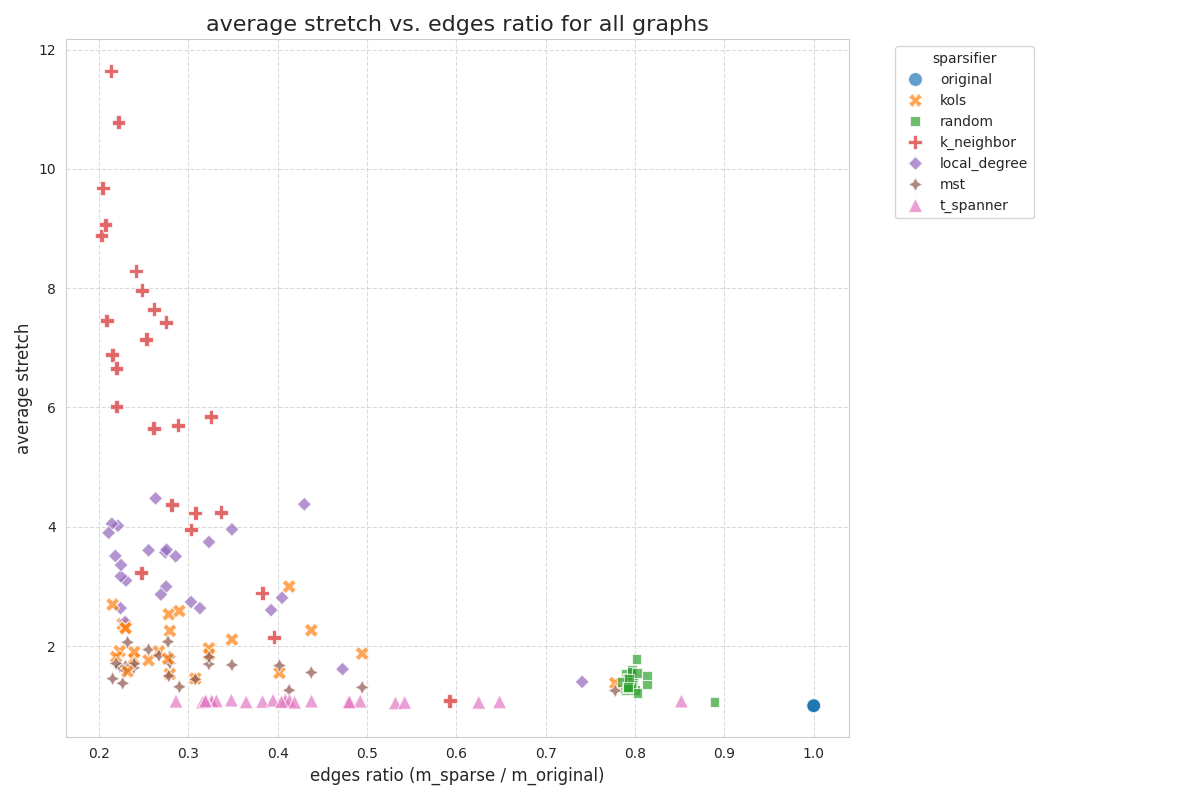 average stretch vs. edges ratio for all graphs
12
10
8
6
4
2
average stretch
0.2 0.3 0.4 0.5 0.6 0.7 0.8 0.9 1.0
edges ratio (m_sparse / m_original)
sparsifier
original
kols
random
k_neighbor
local_degree
mst
t_spanner